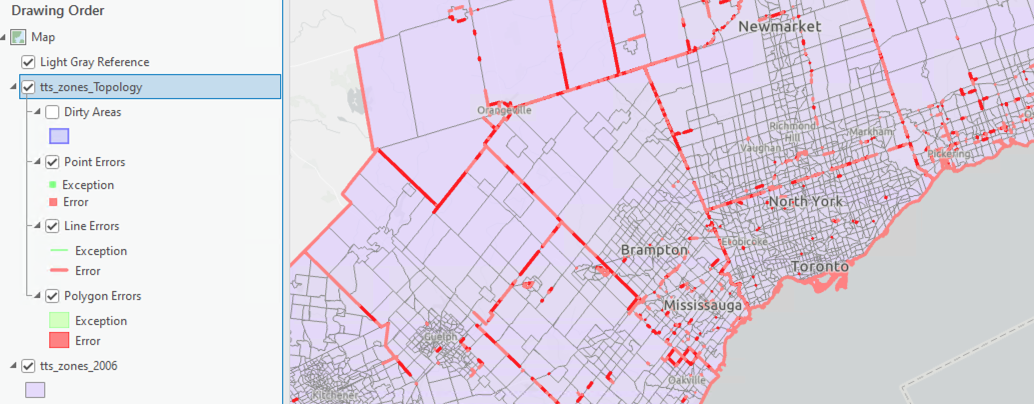 Drawing Order
Map
Light Gray Reference
tts_zones_Topology
Dirty Areas
Point Errors
Exception
Error
Line Errors
Exception
Error
Polygon Errors
Exception
Error
tts_zones_2006
Newmarket
Orangeville
Richmond
Hill
Markham
Vaughan
Pickering
North York
Etobicoke
Brampton
Toronto
Mississauga
Guelph
Oakville
Kitchener